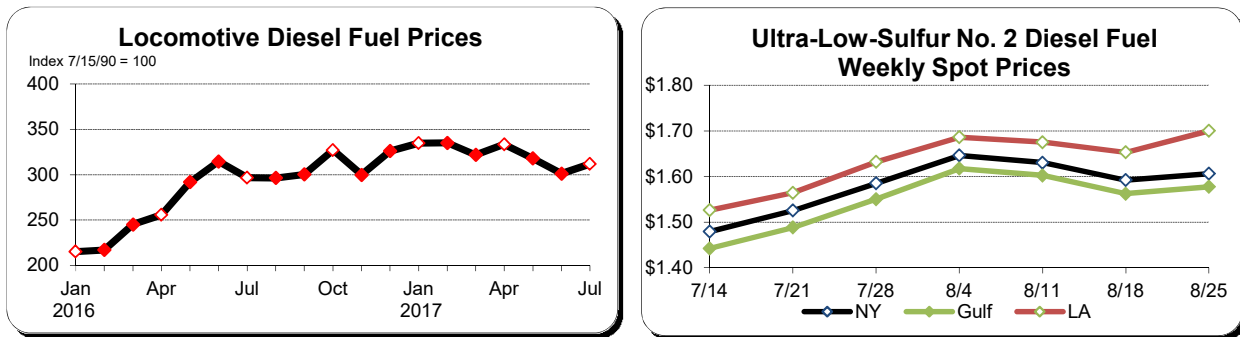 Locomotive Diesel Fuel Prices
Index 7/15/90 = 100
400
350
300
250
200
Jan Apr Jul Oct Jan Apr Jul
2016 2017
Ultra-Low-Sulfur No. 2 Diesel Fuel
Weekly Spot Prices
$1.80
$1.70
$1.60
$1.50
$1.40
7/14 7/21 7/28 8/4 8/11 8/18 8/25
NY Gulf LA